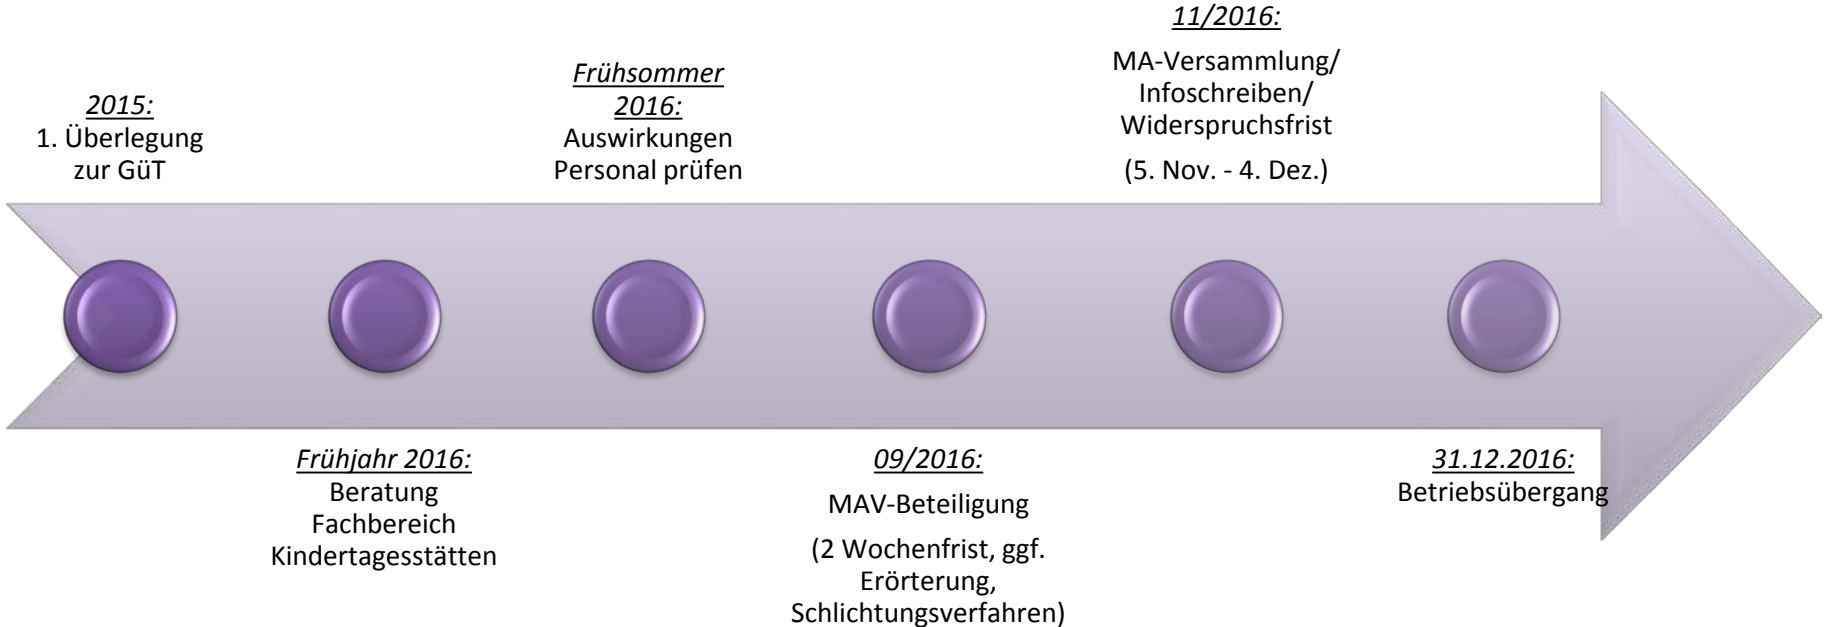 2015:
1. Überlegung
zur GüT
Frühjahr 2016:
Beratung
Fachbereich
Kindertagesstätten
Frühsommer
2016:
Auswirkungen
Personal prüfen
09/2016:
MAV-Beteiligung
(2 Wochenfrist, ggf.
Erörterung,
Schlichtungsverfahren)
11/2016:
MA-Versammlung/
Infoschreiben/
Widerspruchsfrist
(5. Nov. - 4. Dez.)
31.12.2016:
Betriebsübergang